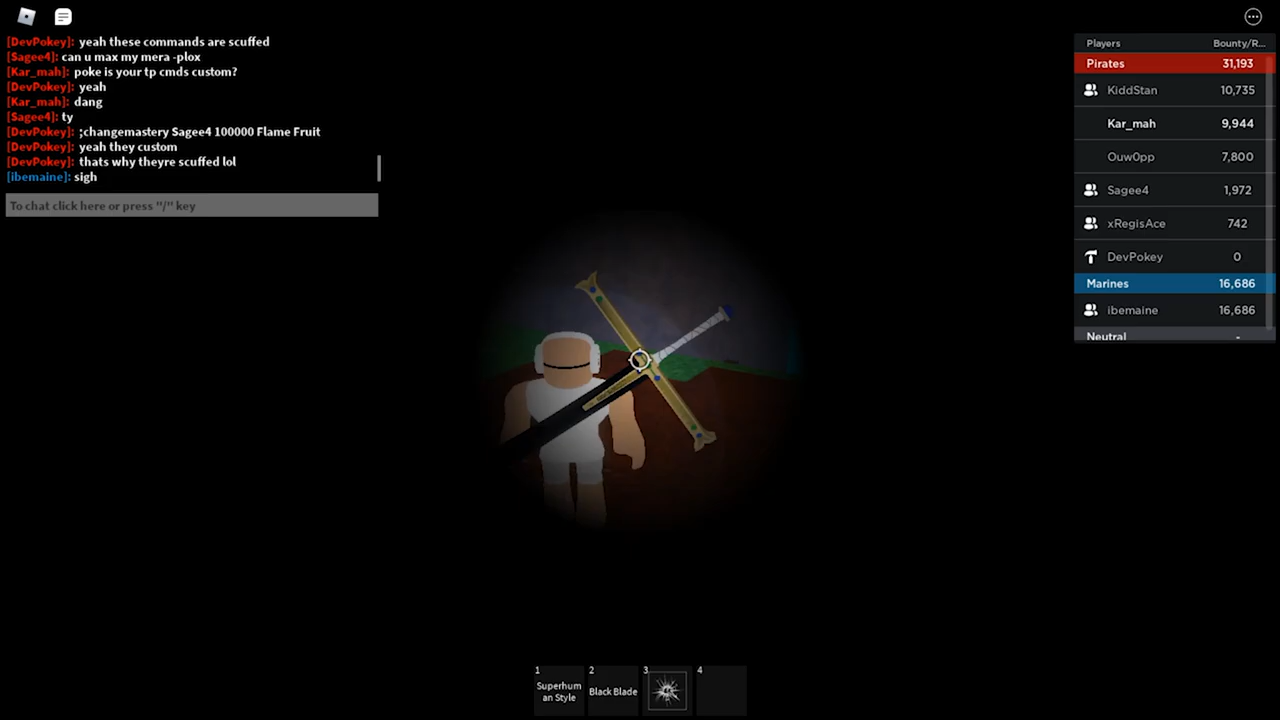 [DevPokey]: yeah these commands are scuffed
[Sagee4]: can u max my mera -plox
[Kar_mah]: poke is your tp cmds custom?
[DevPokey]: yeah
[Kar_mah]: dang
[Sagee4]: ty
[DevPokey]: ;changemastery Sagee4 100000 Flame Fruit
[DevPokey]: yeah they custom
[DevPokey]: thats why theyre scuffed lol
[ibemaine]: sigh
To chat click here or press "/" key
Players Bounty/R...
Pirates 31,193
KiddStan 10,735
Kar_mah 9,944
Ouw0pp 7,800
Sagee4 1,972
xRegisAce 742
DevPokey 0
Marines 16,686
ibemaine 16,686
Neutral -
1 2 3 4
Superhum
an Style
Black Blade